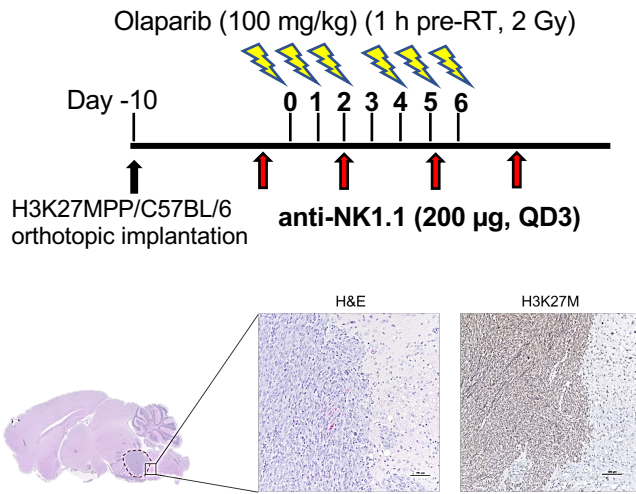 Olaparib (100 mg/kg) (1 h pre-RT, 2 Gy)
Day -10 0 1 2 3 4 5 6
H3K27MPP/C57BL/6
orthotopic implantation
anti-NK1.1 (200 µg, QD3)
H&E H3K27M